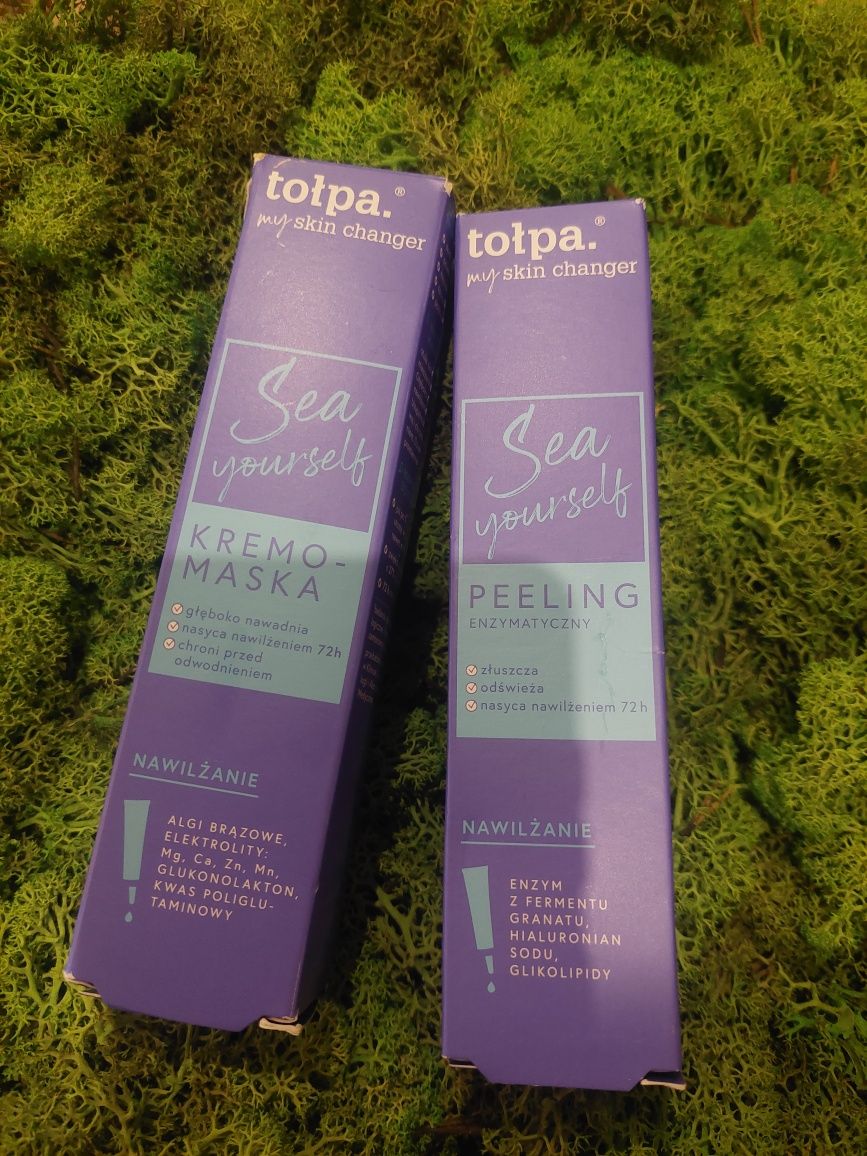 tołpa.®
my skin changer
Sea
yourself
KREMO-
MASKA
głęboko nawadnia
nasyca nawilżeniem 72h
chroni przed
odwodnieniem
NAWILŻANIE
ALGI BRĄZOWE,
ELEKTROLITY:
Mg, Ca, Zn, Mn,
GLUKONOLAKTON,
KWAS POLIGLU-
TAMINOWY
tołpa.®
my skin changer
Sea
yourself
PEELING
ENZYMATYCZNY
złuszcza
odświeża
nasyca nawilżeniem 72h
NAWILŻANIE
ENZYM
Z FERMENTU
GRANATU,
HIALURONIAN
SODU,
GLIKOLIPIDY